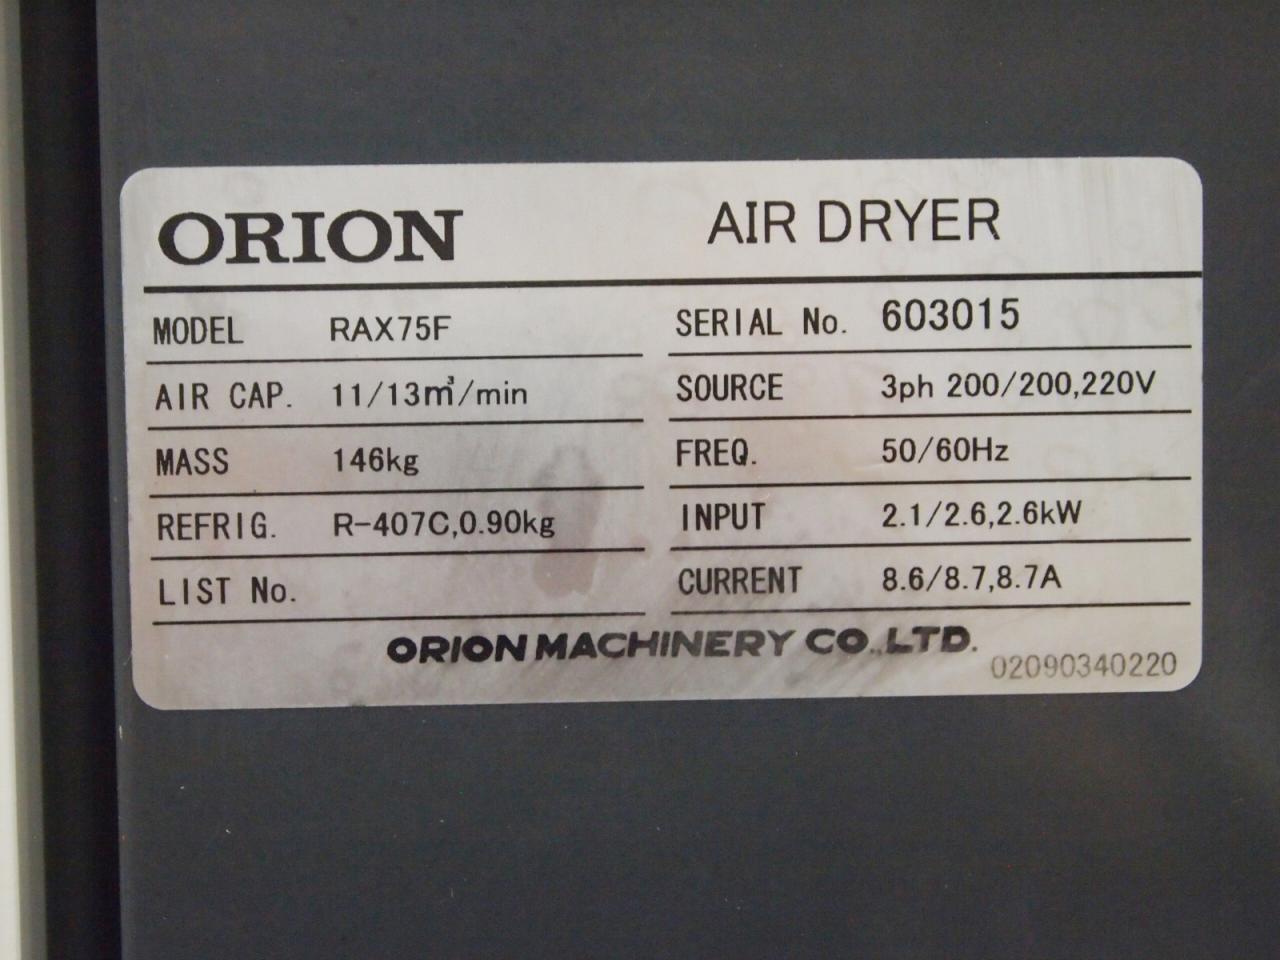 ORION AIR DRYER
MODEL RAX75F SERIAL No. 603015
AIR CAP. 11/13㎥/min SOURCE 3ph 200/200,220V
MASS 146kg FREQ. 50/60Hz
REFRIG. R-407C,0.90kg INPUT 2.1/2.6,2.6kW
LIST No. CURRENT 8.6/8.7,8.7A
ORION MACHINERY CO.,LTD.
02090340220